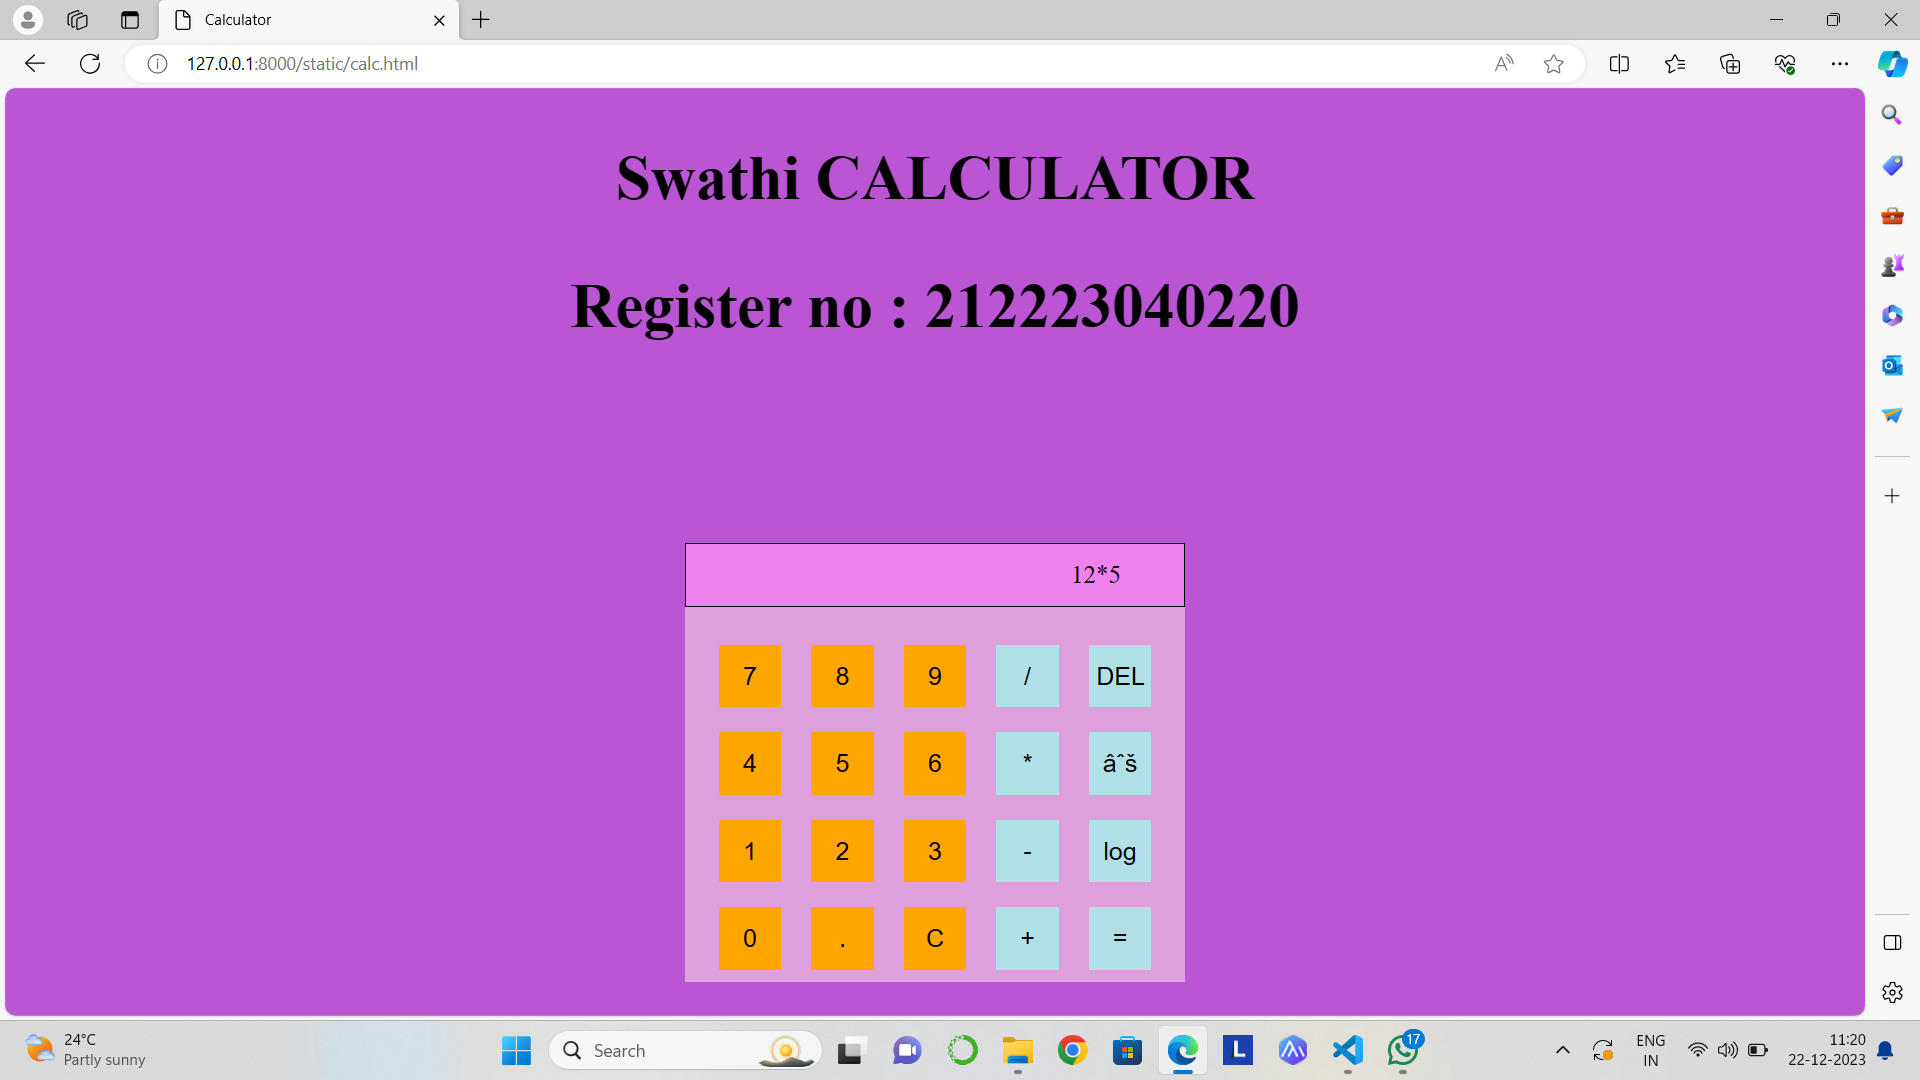 Calculator
127.0.0.1:8000/static/calc.html
Swathi CALCULATOR
Register no : 212223040220
12*5
7 8 9 / DEL
4 5 6 * âˆš
1 2 3 - log
0 . C + =
24°C
Partly sunny
Search
L
17
ENG
IN
11:20
22-12-2023